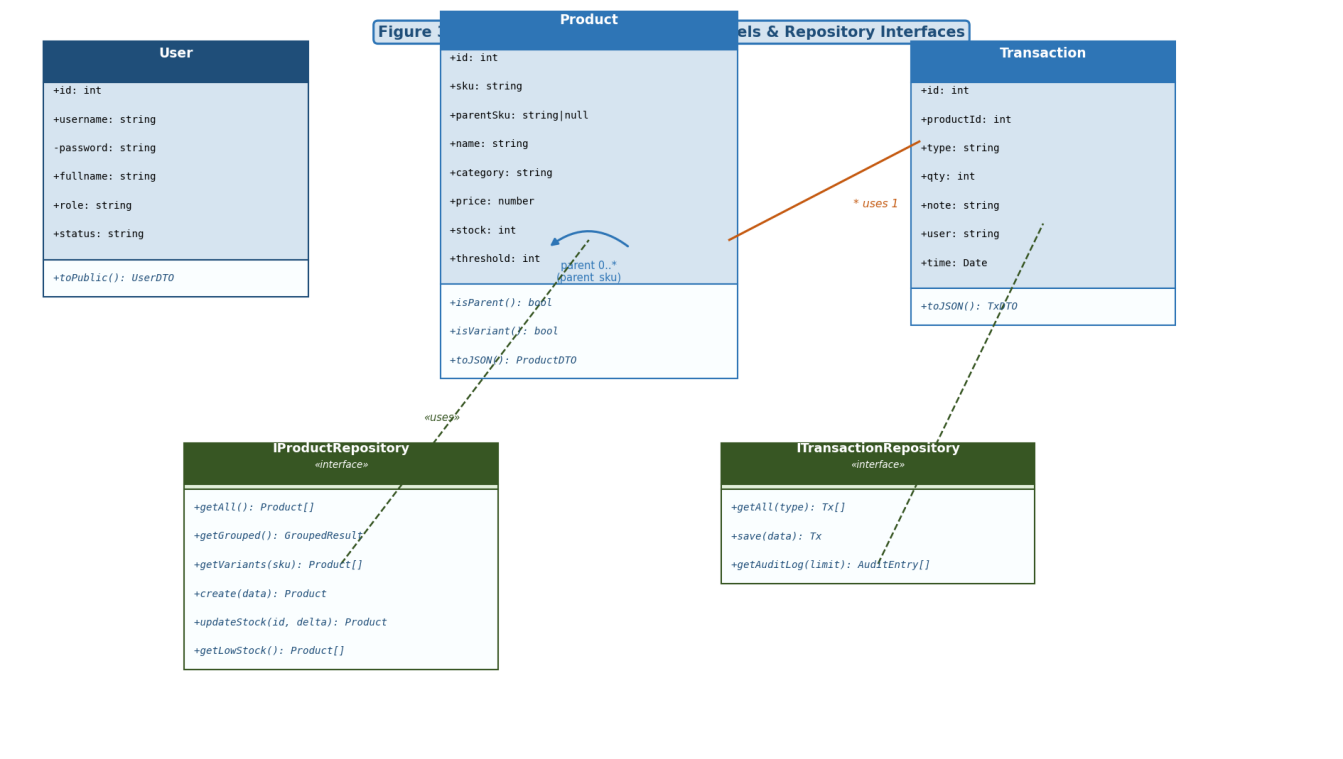 Figure
& Repository Interfaces
User
+id: int
+username: string
-password: string
+fullname: string
+role: string
+status: string
+toPublic(): UserDTO
Product
+id: int
+sku: string
+parentSku: string|null
+name: string
+category: string
+price: number
+stock: int
+threshold: int
parent 0..*
(parent_sku)
+isParent(): bool
+isVariant(): bool
+toJSON(): ProductDTO
Transaction
+id: int
+productId: int
+type: string
+qty: int
+note: string
+user: string
+time: Date
+toJSON(): TxDTO
* uses 1
«uses»
IProductRepository
«interface»
+getAll(): Product[]
+getGrouped(): GroupedResult
+getVariants(sku): Product[]
+create(data): Product
+updateStock(id, delta): Product
+getLowStock(): Product[]
ITransactionRepository
«interface»
+getAll(type): Tx[]
+save(data): Tx
+getAuditLog(limit): AuditEntry[]